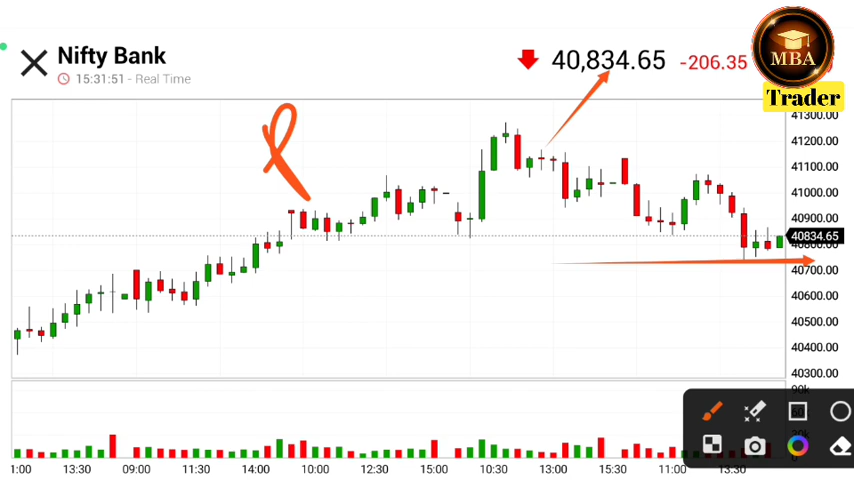 Nifty Bank
15:31:51 - Real Time
40,834.65 -206.35
MBA
Trader
41300.00
41200.00
41100.00
41000.00
40900.00
40834.65
40800.00
40700.00
40600.00
40500.00
40400.00
40300.00
90k
1:00 13:30 09:00 11:30 14:00 10:00 12:30 15:00 10:30 13:00 15:30 11:00 13:30